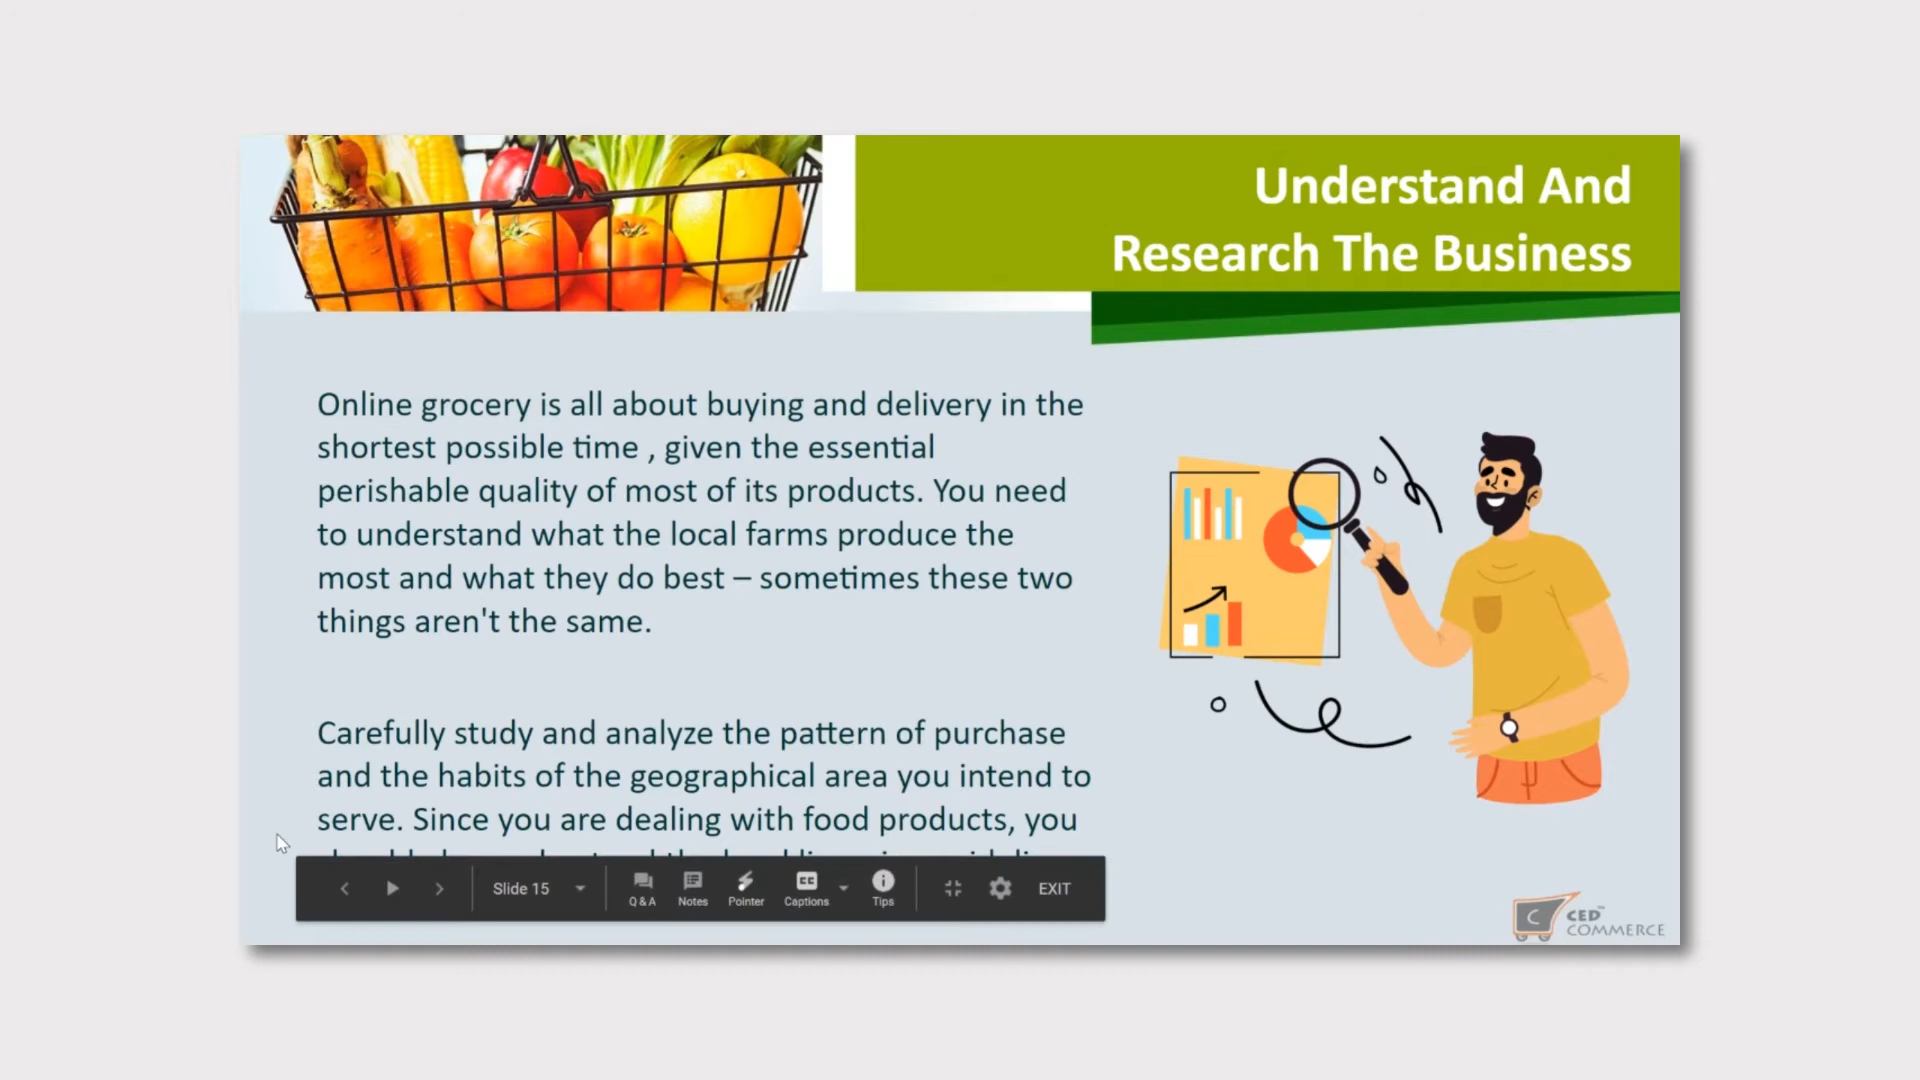 Understand And
Research The Business
Online grocery is all about buying and delivery in the
shortest possible time , given the essential
perishable quality of most of its products. You need
to understand what the local farms produce the
most and what they do best – sometimes these two
things aren't the same.
Carefully study and analyze the pattern of purchase
and the habits of the geographical area you intend to
serve. Since you are dealing with food products, you
Slide 15
Q & A
Notes
Pointer
CC
Captions
Tips
EXIT
C
CED™
COMMERCE